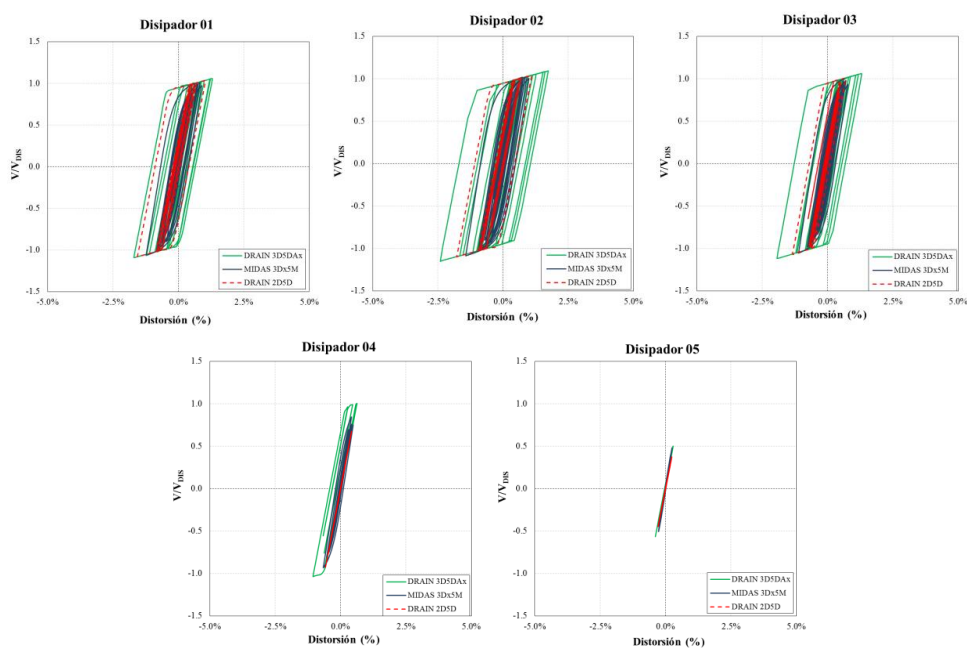 Disipador 01
1.5
1.0
0.5
0.0
-0.5
-1.0
-1.5
V/VDIS
-5.0% -2.5% 0.0% 2.5% 5.0%
Distorsión (%)
DRAIN 3D5DAx
MIDAS 3Dx5M
DRAIN 2D5D
Disipador 02
1.5
1.0
0.5
0.0
-0.5
-1.0
-1.5
V/VDIS
-5.0% -2.5% 0.0% 2.5% 5.0%
Distorsión (%)
DRAIN 3D5DAx
MIDAS 3Dx5M
DRAIN 2D5D
Disipador 03
1.5
1.0
0.5
0.0
-0.5
-1.0
-1.5
V/VDIS
-5.0% -2.5% 0.0% 2.5% 5.0%
Distorsión (%)
DRAIN 3D5DAx
MIDAS 3Dx5M
DRAIN 2D5D
Disipador 04
1.5
1.0
0.5
0.0
-0.5
-1.0
-1.5
V/VDIS
-5.0% -2.5% 0.0% 2.5% 5.0%
Distorsión (%)
DRAIN 3D5DAx
MIDAS 3Dx5M
DRAIN 2D5D
Disipador 05
1.5
1.0
0.5
0.0
-0.5
-1.0
-1.5
V/VDIS
-5.0% -2.5% 0.0% 2.5% 5.0%
Distorsión (%)
DRAIN 3D5DAx
MIDAS 3Dx5M
DRAIN 2D5D